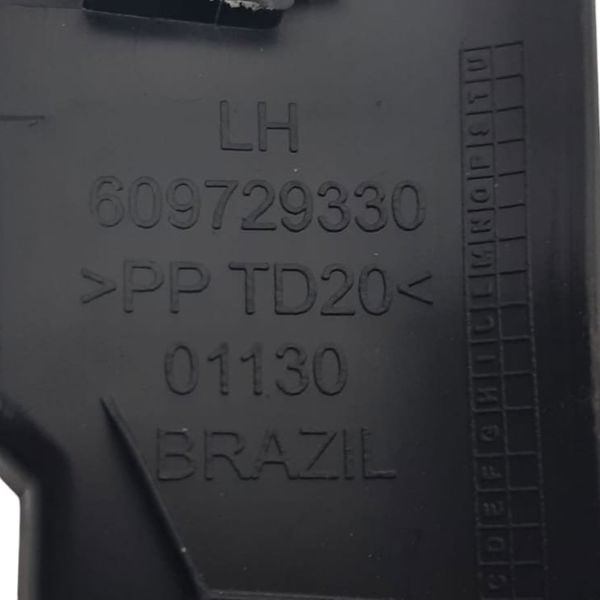 LH
609729330
>PP TD20<
01130
BRAZIL
C D E F G H I L M N O P S T U